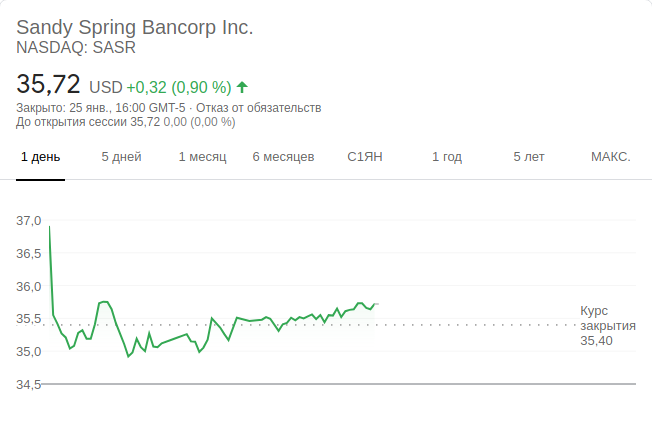 Sandy Spring Bancorp Inc.
NASDAQ: SASR
35,72 USD +0,32 (0,90 %)
Закрыто: 25 янв., 16:00 GMT-5 · Отказ от обязательств
До открытия сессии 35,72 0,00 (0,00 %)
1 день 5 дней 1 месяц 6 месяцев С1ЯН 1 год 5 лет МАКС.
37,0
36,5
36,0
35,5
35,0
34,5
Курс
закрытия
35,40